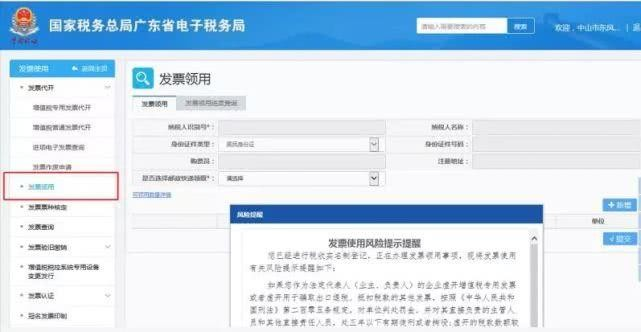 国家税务总局广东省电子税务局
请输入需要搜索的内容
搜索
欢迎，中山市东风...
发票使用
返回主页
发票代开
增值税专用发票代开
增值税普通发票代开
进项电子发票查询
发票作废申请
发票领用
发票票种核定
发票查询
发票验旧缴销
增值税税控系统专用设备
变更发行
发票认证
冠名发票印制
发票领用
发票领用
发票领用进度查询
纳税人识别号*:
纳税人名称:
身份证件类型:
居民身份证
身份证件号码:
购票员:
注册地址:
是否选择邮政快递领取*:
请选择
可领用数量详情
新增
单位
提交
风险提醒
发票使用风险提示提醒
您已经进行税收实名制登记，正在办理发票领用事项，现将发票使用
有关风险提示提醒如下:
如果您作为法定代表人（业主、负责人）的企业虚开增值税专用发票
或者虚开用于骗取出口退税、抵扣税款的其他发票，按照《中华人民共和
国刑法》第二百零五条规定，对单位判处罚金，并对其直接负责的主管人
员和其他直接责任人员，处三年以下有期徒刑或者拘役;虚开的税款数额较